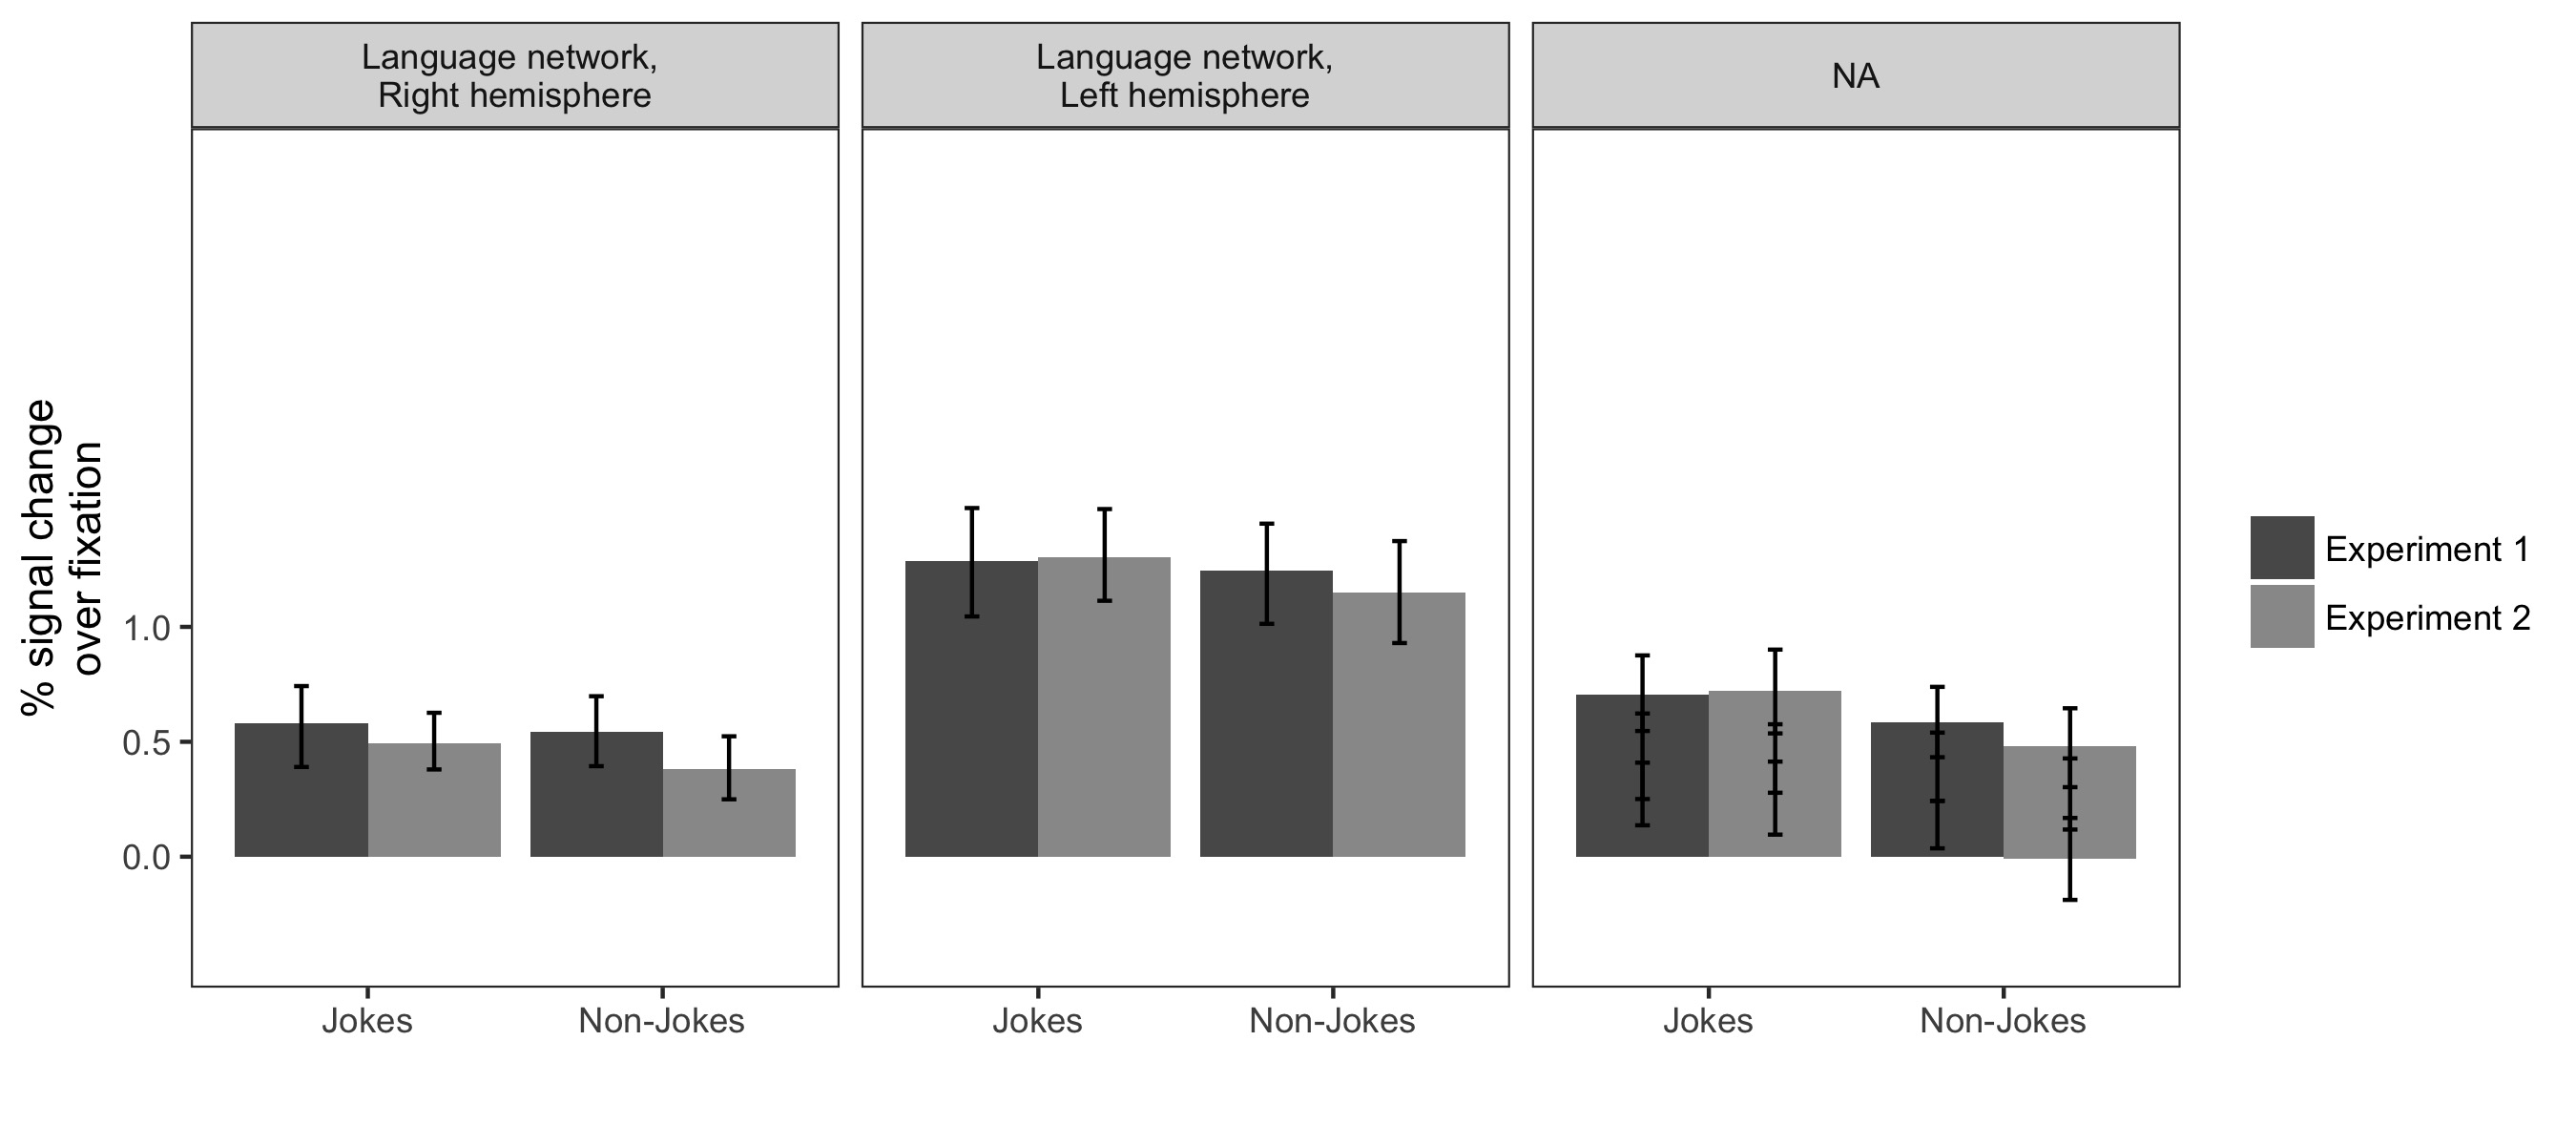 Language network,
Right hemisphere
Language network,
Left hemisphere
NA
% signal change
over fixation
1.0
0.5
0.0
Jokes
Non-Jokes
Jokes
Non-Jokes
Jokes
Non-Jokes
Experiment 1
Experiment 2